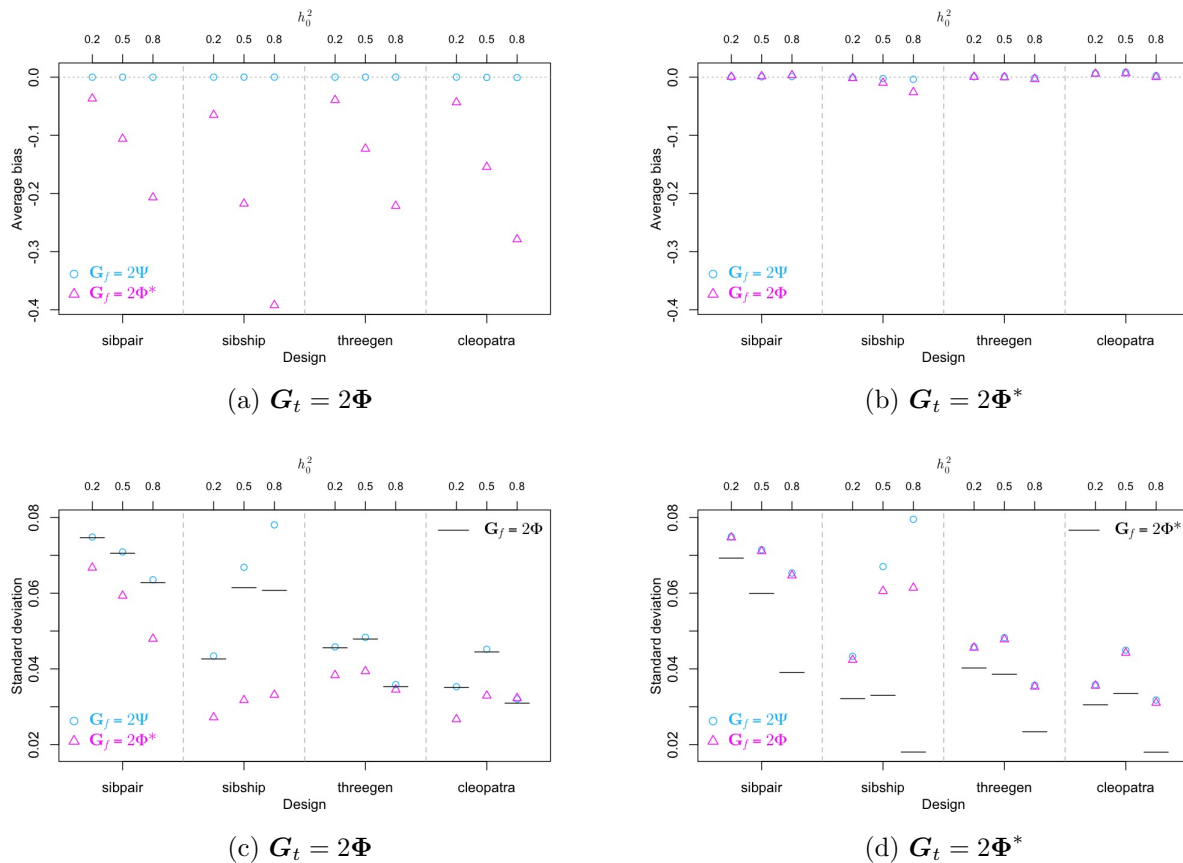 h₀²
0.2 0.5 0.8 0.2 0.5 0.8 0.2 0.5 0.8 0.2 0.5 0.8
Average bias
0.0
-0.1
-0.2
-0.3
-0.4
G_f = 2Ψ
G_f = 2Φ*
sibpair sibship threegen cleopatra
Design
(a) G_t = 2Φ
h₀²
0.2 0.5 0.8 0.2 0.5 0.8 0.2 0.5 0.8 0.2 0.5 0.8
Average bias
0.0
-0.1
-0.2
-0.3
-0.4
G_f = 2Ψ
G_f = 2Φ
sibpair sibship threegen cleopatra
Design
(b) G_t = 2Φ*
h₀²
0.2 0.5 0.8 0.2 0.5 0.8 0.2 0.5 0.8 0.2 0.5 0.8
Standard deviation
0.08
0.06
0.04
0.02
G_f = 2Φ
G_f = 2Ψ
G_f = 2Φ*
sibpair sibship threegen cleopatra
Design
(c) G_t = 2Φ
h₀²
0.2 0.5 0.8 0.2 0.5 0.8 0.2 0.5 0.8 0.2 0.5 0.8
Standard deviation
0.08
0.06
0.04
0.02
G_f = 2Φ*
G_f = 2Ψ
G_f = 2Φ
sibpair sibship threegen cleopatra
Design
(d) G_t = 2Φ*